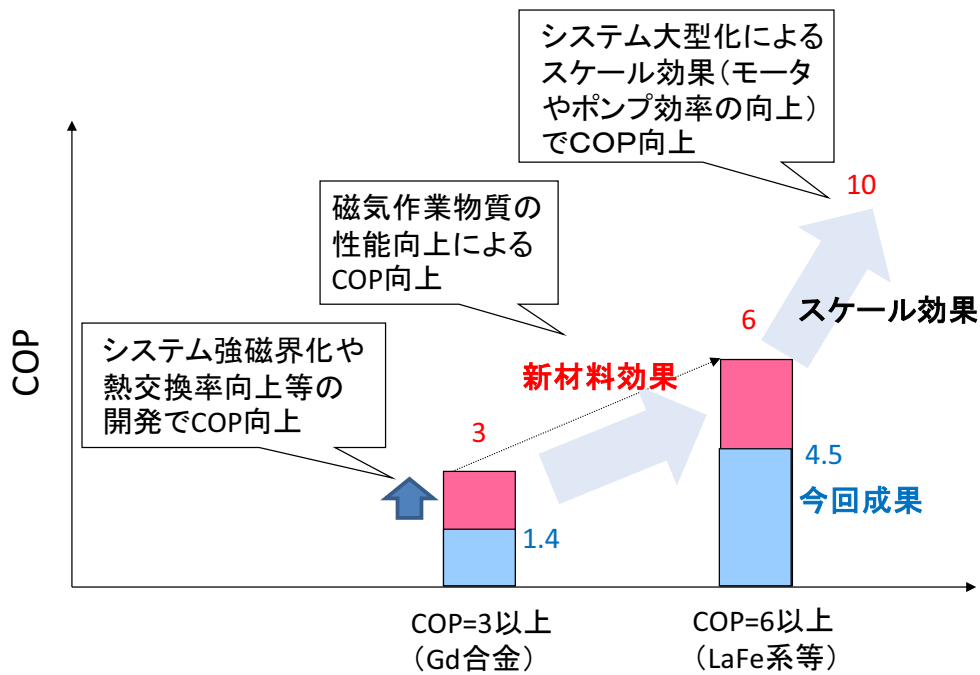 システム大型化による
スケール効果(モータ
やポンプ効率の向上)
でCOP向上
10
磁気作業物質の
性能向上による
COP向上
スケール効果
6
システム強磁界化や
熱交換率向上等の
開発でCOP向上
新材料効果
3
4.5
今回成果
1.4
COP
COP=3以上
(Gd合金)
COP=6以上
(LaFe系等)